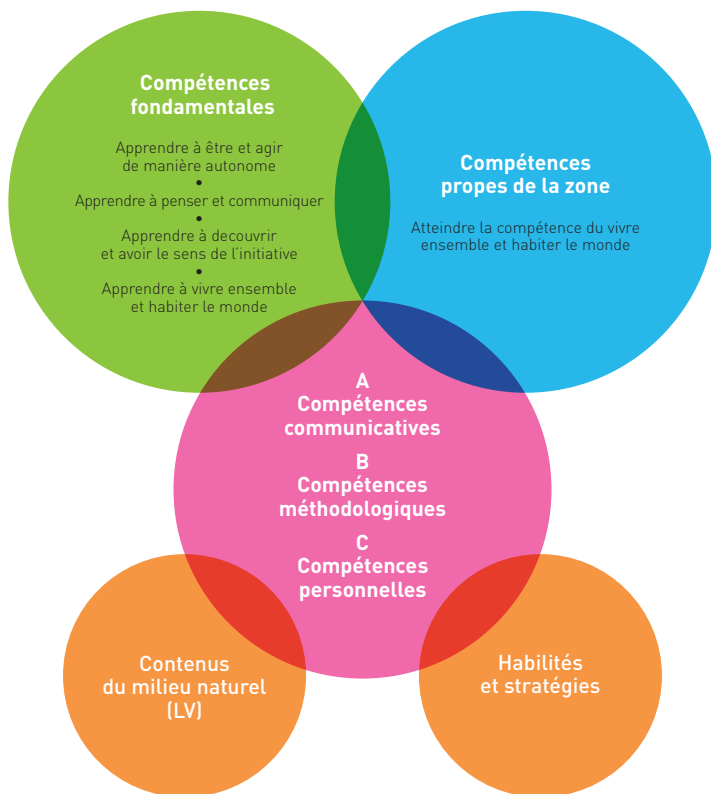 Compétences
fondamentales
Apprendre à être et agir
de manière autonome
•
Apprendre à penser et communiquer
•
Apprendre à decouvrir
et avoir le sens de l'initiative
•
Apprendre à vivre ensemble
et habiter le monde
Compétences
propes de la zone
Atteindre la compétence du vivre
ensemble et habiter le monde
A
Compétences
communicatives
B
Compétences
méthodologiques
C
Compétences
personnelles
Contenus
du milieu naturel
(LV)
Habilités
et stratégies